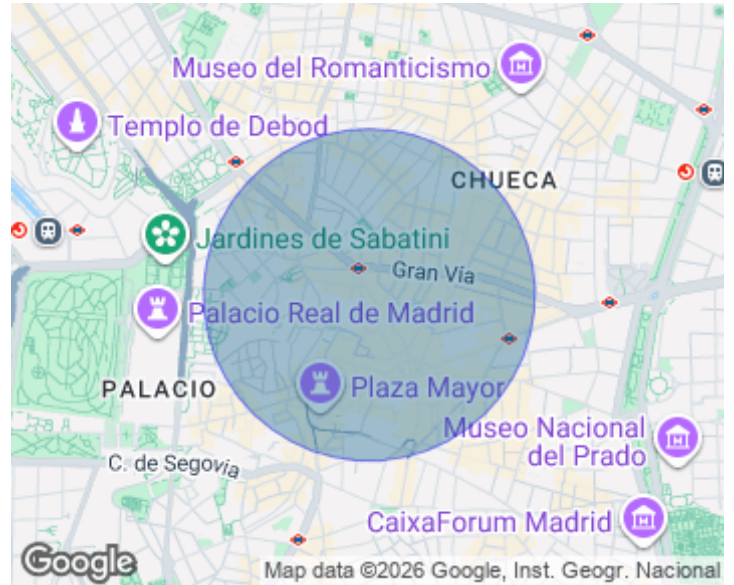 Museo del Romanticismo
Templo de Debod
CHUECA
Jardines de Sabatini
Gran Vía
Palacio Real de Madrid
PALACIO
Plaza Mayor
Museo Nacional
del Prado
C. de Segovia
CaixaForum Madrid
Google
Map data ©2026 Google, Inst. Geogr. Nacional